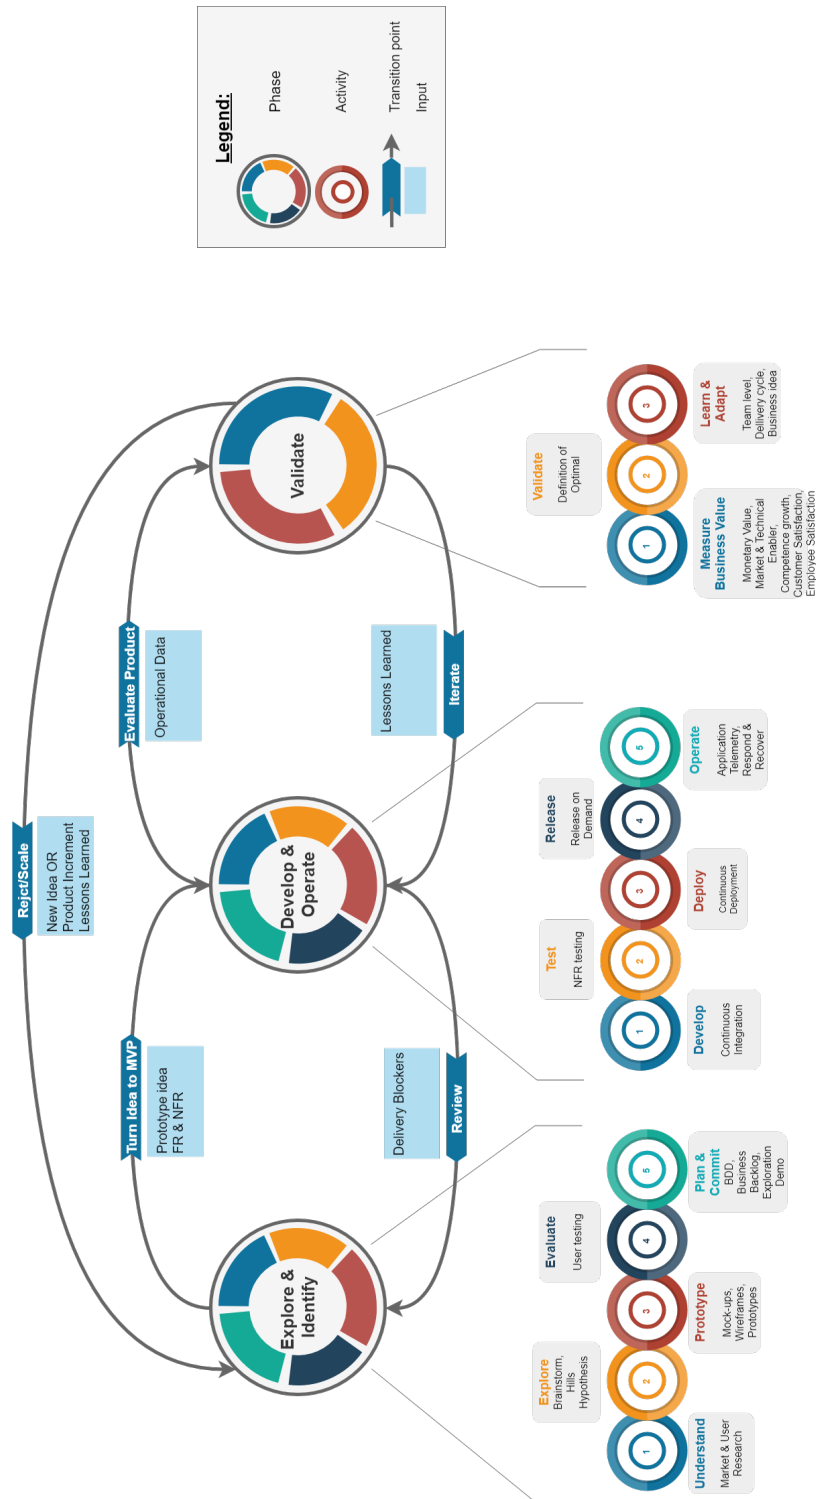 Legend:
Phase
Activity
Transition point
Input
Rejct/Scale
New Idea OR
Product Increment
Lessons Learned
Turn Idea to MVP
Prototype idea
FR & NFR
Evaluate Product
Operational Data
Explore &
Identify
Develop &
Operate
Validate
Delivery Blockers
Review
Lessons Learned
Iterate
Explore
Brainstorm,
Hills
Hypothesis
Evaluate
User testing
1
2
3
4
5
Understand
Market & User
Research
Prototype
Mock-ups,
Wireframes,
Prototypes
Plan &
Commit
BDD,
Business
Backlog,
Exploration
Demo
Test
NFR testing
Release
Release on
Demand
1
2
3
4
5
Develop
Continuous
Integration
Deploy
Continuous
Deployment
Operate
Application
Telemetry,
Respond &
Recover
Validate
Definition of
Optimal
1
2
3
Measure
Business Value
Monetary Value,
Market & Technical
Enabler,
Competence growth,
Customer Satisfaction,
Employee Satisfaction
Learn &
Adapt
Team level,
Dellivery cycle,
Business idea